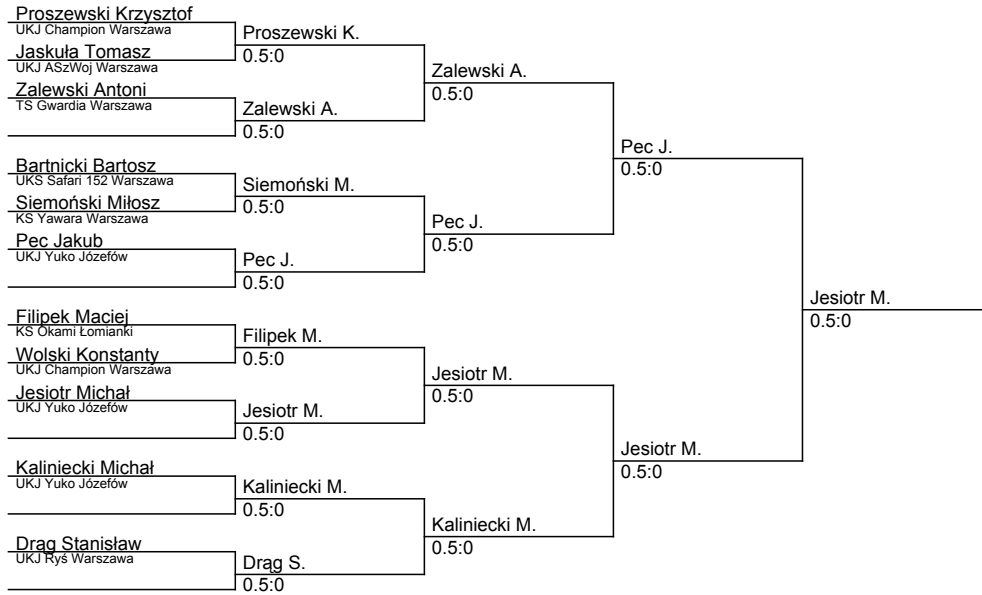 Proszewski Krzysztof
UKJ Champion Warszawa
Jaskuła Tomasz
UKJ ASzWoj Warszawa
Zalewski Antoni
TS Gwardia Warszawa
Bartnicki Bartosz
UKS Safari 152 Warszawa
Siemoński Miłosz
KS Yawara Warszawa
Pec Jakub
UKJ Yuko Józefów
Filipek Maciej
KS Okami Łomianki
Wolski Konstanty
UKJ Champion Warszawa
Jesiotr Michał
UKJ Yuko Józefów
Kaliniecki Michał
UKJ Yuko Józefów
Drąg Stanisław
UKJ Ryś Warszawa
Proszewski K.
0.5:0
Zalewski A.
0.5:0
Siemoński M.
0.5:0
Pec J.
0.5:0
Filipek M.
0.5:0
Jesiotr M.
0.5:0
Kaliniecki M.
0.5:0
Drąg S.
0.5:0
Zalewski A.
0.5:0
Pec J.
0.5:0
Jesiotr M.
0.5:0
Kaliniecki M.
0.5:0
Pec J.
0.5:0
Jesiotr M.
0.5:0
Jesiotr M.
0.5:0